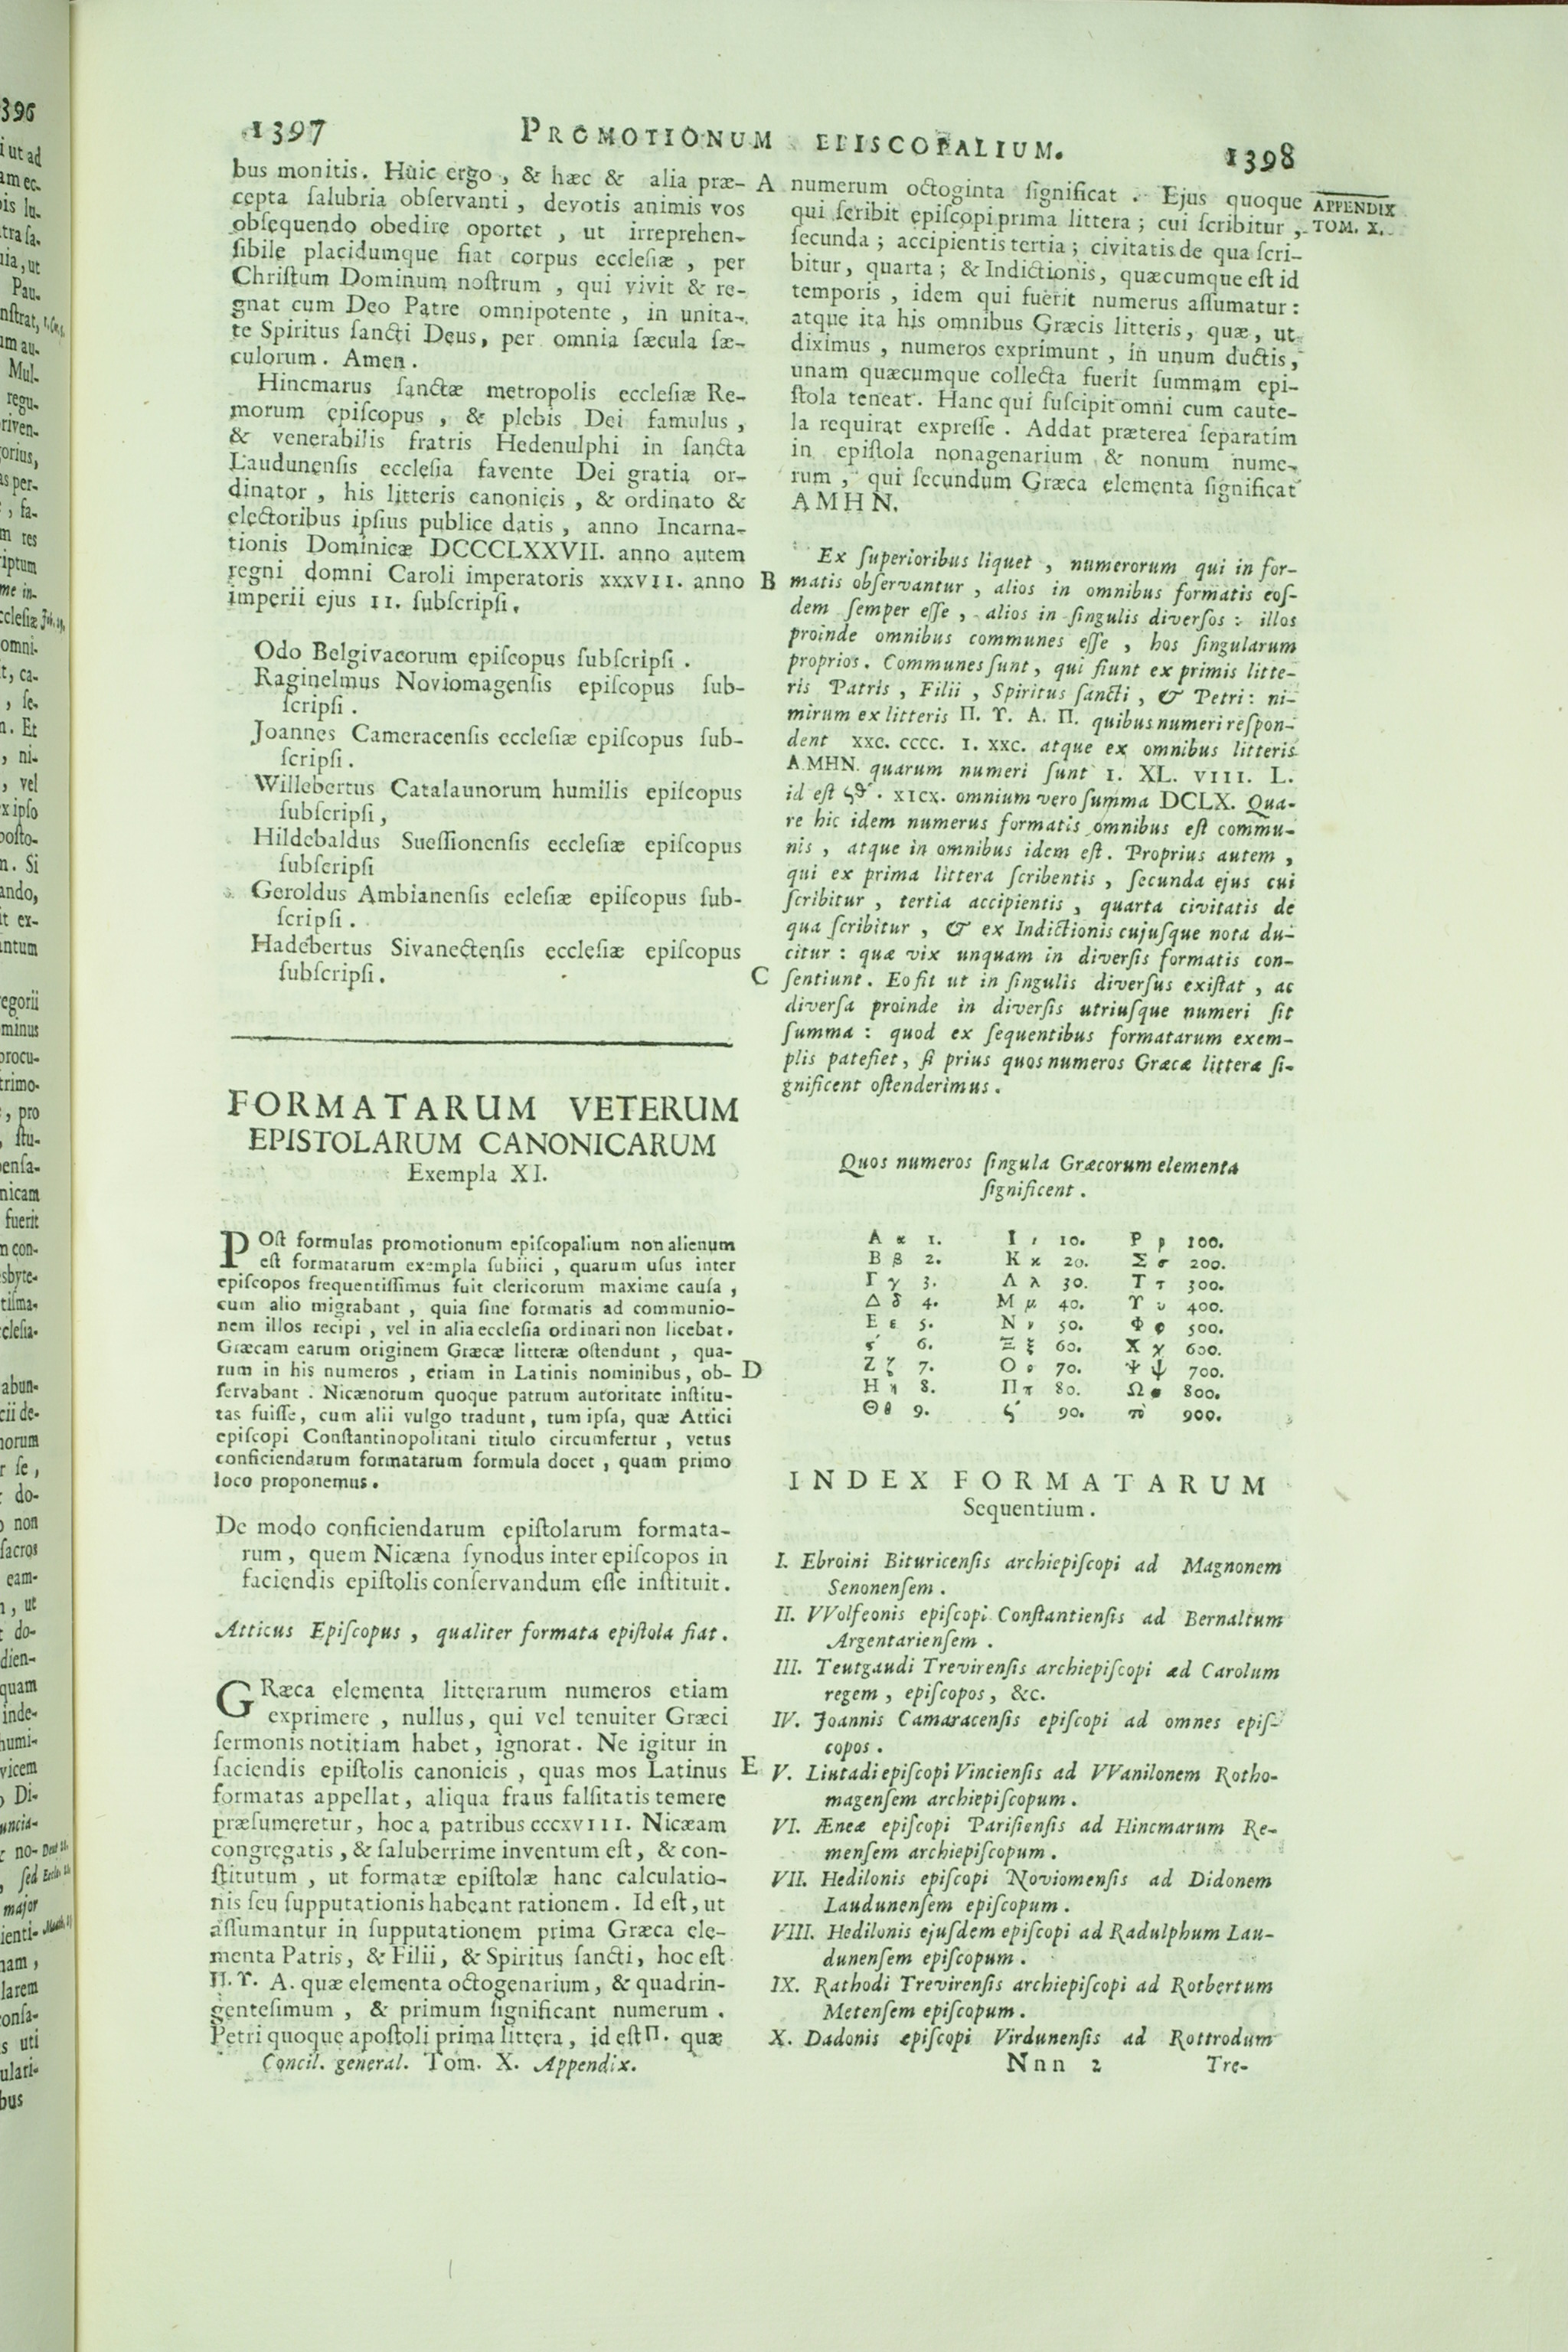 1397 PROMOTIONUM EPISCOPALIUM. 1398
bus monitis. Huic ergo, & hæc & alia præ-
cepta ſalubria obſervanti, devotis animis vos
obſequendo obedire oportet, ut irreprehen-
ſibile placidumque fiat corpus eccleſiæ, per
Chriſtum Dominum noſtrum, qui vivit & re-
gnat cum Deo Patre omnipotente, in unita-
te Spiritus ſancti Deus, per omnia ſæcula ſæ-
culorum. Amen.
Hincmarus ſanctæ metropolis eccleſiæ Re-
morum epiſcopus, & plebis Dei famulus,
& venerabilis fratris Hedenulphi in ſancta
Laudunenſis eccleſia favente Dei gratia or-
dinator, his litteris canonicis, & ordinato &
electoribus ipſius publice datis, anno Incarna-
tionis Dominicæ DCCCLXXVII. anno autem
regni domni Caroli imperatoris XXXVII. anno
imperii ejus II. ſubſcripſi.
Odo Belgivacorum epiſcopus ſubſcripſi.
Raginelmus Noviomagenſis epiſcopus ſub-
ſcripſi.
Joannes Cameracenſis eccleſiæ epiſcopus ſub-
ſcripſi.
Willebertus Catalaunorum humilis epiſcopus
ſubſcripſi,
Hildebaldus Sueſſionenſis eccleſiæ epiſcopus
ſubſcripſi
Geroldus Ambianenſis ecleſiæ epiſcopus ſub-
ſcripſi.
Hadebertus Sivanectenſis eccleſiæ epiſcopus
ſubſcripſi.
FORMATARUM VETERUM
EPISTOLARUM CANONICARUM
Exempla XI.
POſt formulas promotionum epiſcopalium non alienum
eſt formatarum exempla ſubiici, quarum uſus inter
epiſcopos frequentiſſimus fuit clericorum maxime cauſa,
cum alio migrabant, quia ſine formatis ad communio-
nem illos recipi, vel in alia eccleſia ordinari non licebat.
Græcam earum originem Græcæ litteræ oſtendunt, qua-
rum in his numeros, etiam in Latinis nominibus, ob-
ſervabant. Nicænorum quoque patrum autoritate inſtitu-
tas fuiſſe, cum alii vulgo tradunt, tum ipſa, quæ Attici
epiſcopi Conſtantinopolitani titulo circumfertur, vetus
conficiendarum formatarum formula docet, quam primo
loco proponemus.
De modo conficiendarum epiſtolarum formata-
rum, quem Nicæna ſynodus inter epiſcopos in
faciendis epiſtolis conſervandum eſſe inſtituit.
Atticus Epiſcopus, qualiter formata epiſtola fiat.
GRæca elementa litterarum numeros etiam
exprimere, nullus, qui vel tenuiter Græci
ſermonis notitiam habet, ignorat. Ne igitur in
faciendis epiſtolis canonicis, quas mos Latinus
formatas appellat, aliqua fraus falſitatis temere
præſumeretur, hoc a patribus CCCXVIII. Nicæam
congregatis, & ſaluberrime inventum eſt, & con-
ſtitutum, ut formatæ epiſtolæ hanc calculatio-
nis ſeu ſupputationis habeant rationem. Id eſt, ut
aſſumantur in ſupputationem prima Græca ele-
menta Patris, & Filii, & Spiritus ſancti, hoc eſt
Π. Υ. A. quæ elementa octogenarium, & quadrin-
genteſimum, & primum ſignificant numerum.
Petri quoque apoſtoli prima littera, id eſt Π. quæ
Concil. general. Tom. X. Appendix.
A
B
C
D
E
numerum octoginta ſignificat. Ejus quoque
qui ſcribit epiſcopi prima littera; cui ſcribitur,
ſecunda; accipientis tertia; civitatis de qua ſcri-
bitur, quarta; & Indictionis, quæcumque eſt id
temporis, idem qui fuerit numerus aſſumatur:
atque ita his omnibus Græcis litteris, quæ, ut
diximus, numeros exprimunt, in unum ductis,
unam quæcumque collecta fuerit ſummam epi-
ſtola teneat. Hanc qui ſuſcipit omni cum caute-
la requirat expreſſe. Addat præterea ſeparatim
in epiſtola nonagenarium & nonum nume-
rum, qui ſecundum Græca elementa ſignificat
ΑΜΗΝ.
APPENDIX
TOM. X.
Ex ſuperioribus liquet, numerorum qui in for-
matis obſervantur, alios in omnibus formatis eoſ-
dem ſemper eſſe, alios in ſingulis diverſos: illos
proinde omnibus communes eſſe, hos ſingularum
proprios. Communes ſunt, qui fiunt ex primis litte-
ris Patris, Filii, Spiritus ſancti, & Petri: ni-
mirum ex litteris Π. Υ. Α. Π. quibus numeri reſpon-
dent XXC. CCCC. I. XXC. atque ex omnibus litteris
ΑΜΗΝ. quarum numeri ſunt I. XL. VIII. L.
id eſt ϟθ. XICX. omnium vero ſumma DCLX. Qua-
re hic idem numerus formatis omnibus eſt commu-
nis, atque in omnibus idem eſt. Proprius autem,
qui ex prima littera ſcribentis, ſecunda ejus cui
ſcribitur, tertia accipientis, quarta civitatis de
qua ſcribitur, & ex Indictionis cujuſque nota du-
citur: quæ vix unquam in diverſis formatis con-
ſentiunt. Eo fit ut in ſingulis diverſus exiſtat, ac
diverſa proinde in diverſis utriuſque numeri ſit
ſumma: quod ex ſequentibus formatarum exem-
plis patefiet, ſi prius quos numeros Græcæ litteræ ſi-
gnificent oſtenderimus.
Quos numeros ſingula Græcorum elementa
ſignificent.
Α α 1. Ι ι 10. Ρ ρ 100.
Β β 2. Κ κ 20. Σ σ 200.
Γ γ 3. Λ λ 30. Τ τ 300.
Δ δ 4. Μ μ 40. Υ υ 400.
Ε ε 5. Ν ν 50. Φ φ 500.
ϛ 6. Ξ ξ 60. Χ χ 600.
Ζ ζ 7. Ο ο 70. Ψ ψ 700.
Η η 8. Π π 80. Ω ω 800.
Θ θ 9. ϟ 90. ϡ 900.
INDEX FORMATARUM
Sequentium.
I. Ebroini Bituricenſis archiepiſcopi ad Magnonem
Senonenſem.
II. VVolfeonis epiſcopi Conſtantienſis ad Bernaltum
Argentarienſem.
III. Teutgaudi Trevirenſis archiepiſcopi ad Carolum
regem, epiſcopos, &c.
IV. Joannis Camaracenſis epiſcopi ad omnes epiſ-
copos.
V. Liutadi epiſcopi Vincienſis ad VVanilonem Rotho-
magenſem archiepiſcopum.
VI. Æneæ epiſcopi Pariſienſis ad Hincmarum Re-
menſem archiepiſcopum.
VII. Hedilonis epiſcopi Noviomenſis ad Didonem
Laudunenſem epiſcopum.
VIII. Hedilonis ejuſdem epiſcopi ad Radulphum Lau-
dunenſem epiſcopum.
IX. Rathodi Trevirenſis archiepiſcopi ad Rotbertum
Metenſem epiſcopum.
X. Dadonis epiſcopi Virdunenſis ad Rottrodum
Nnn 2 Tre-